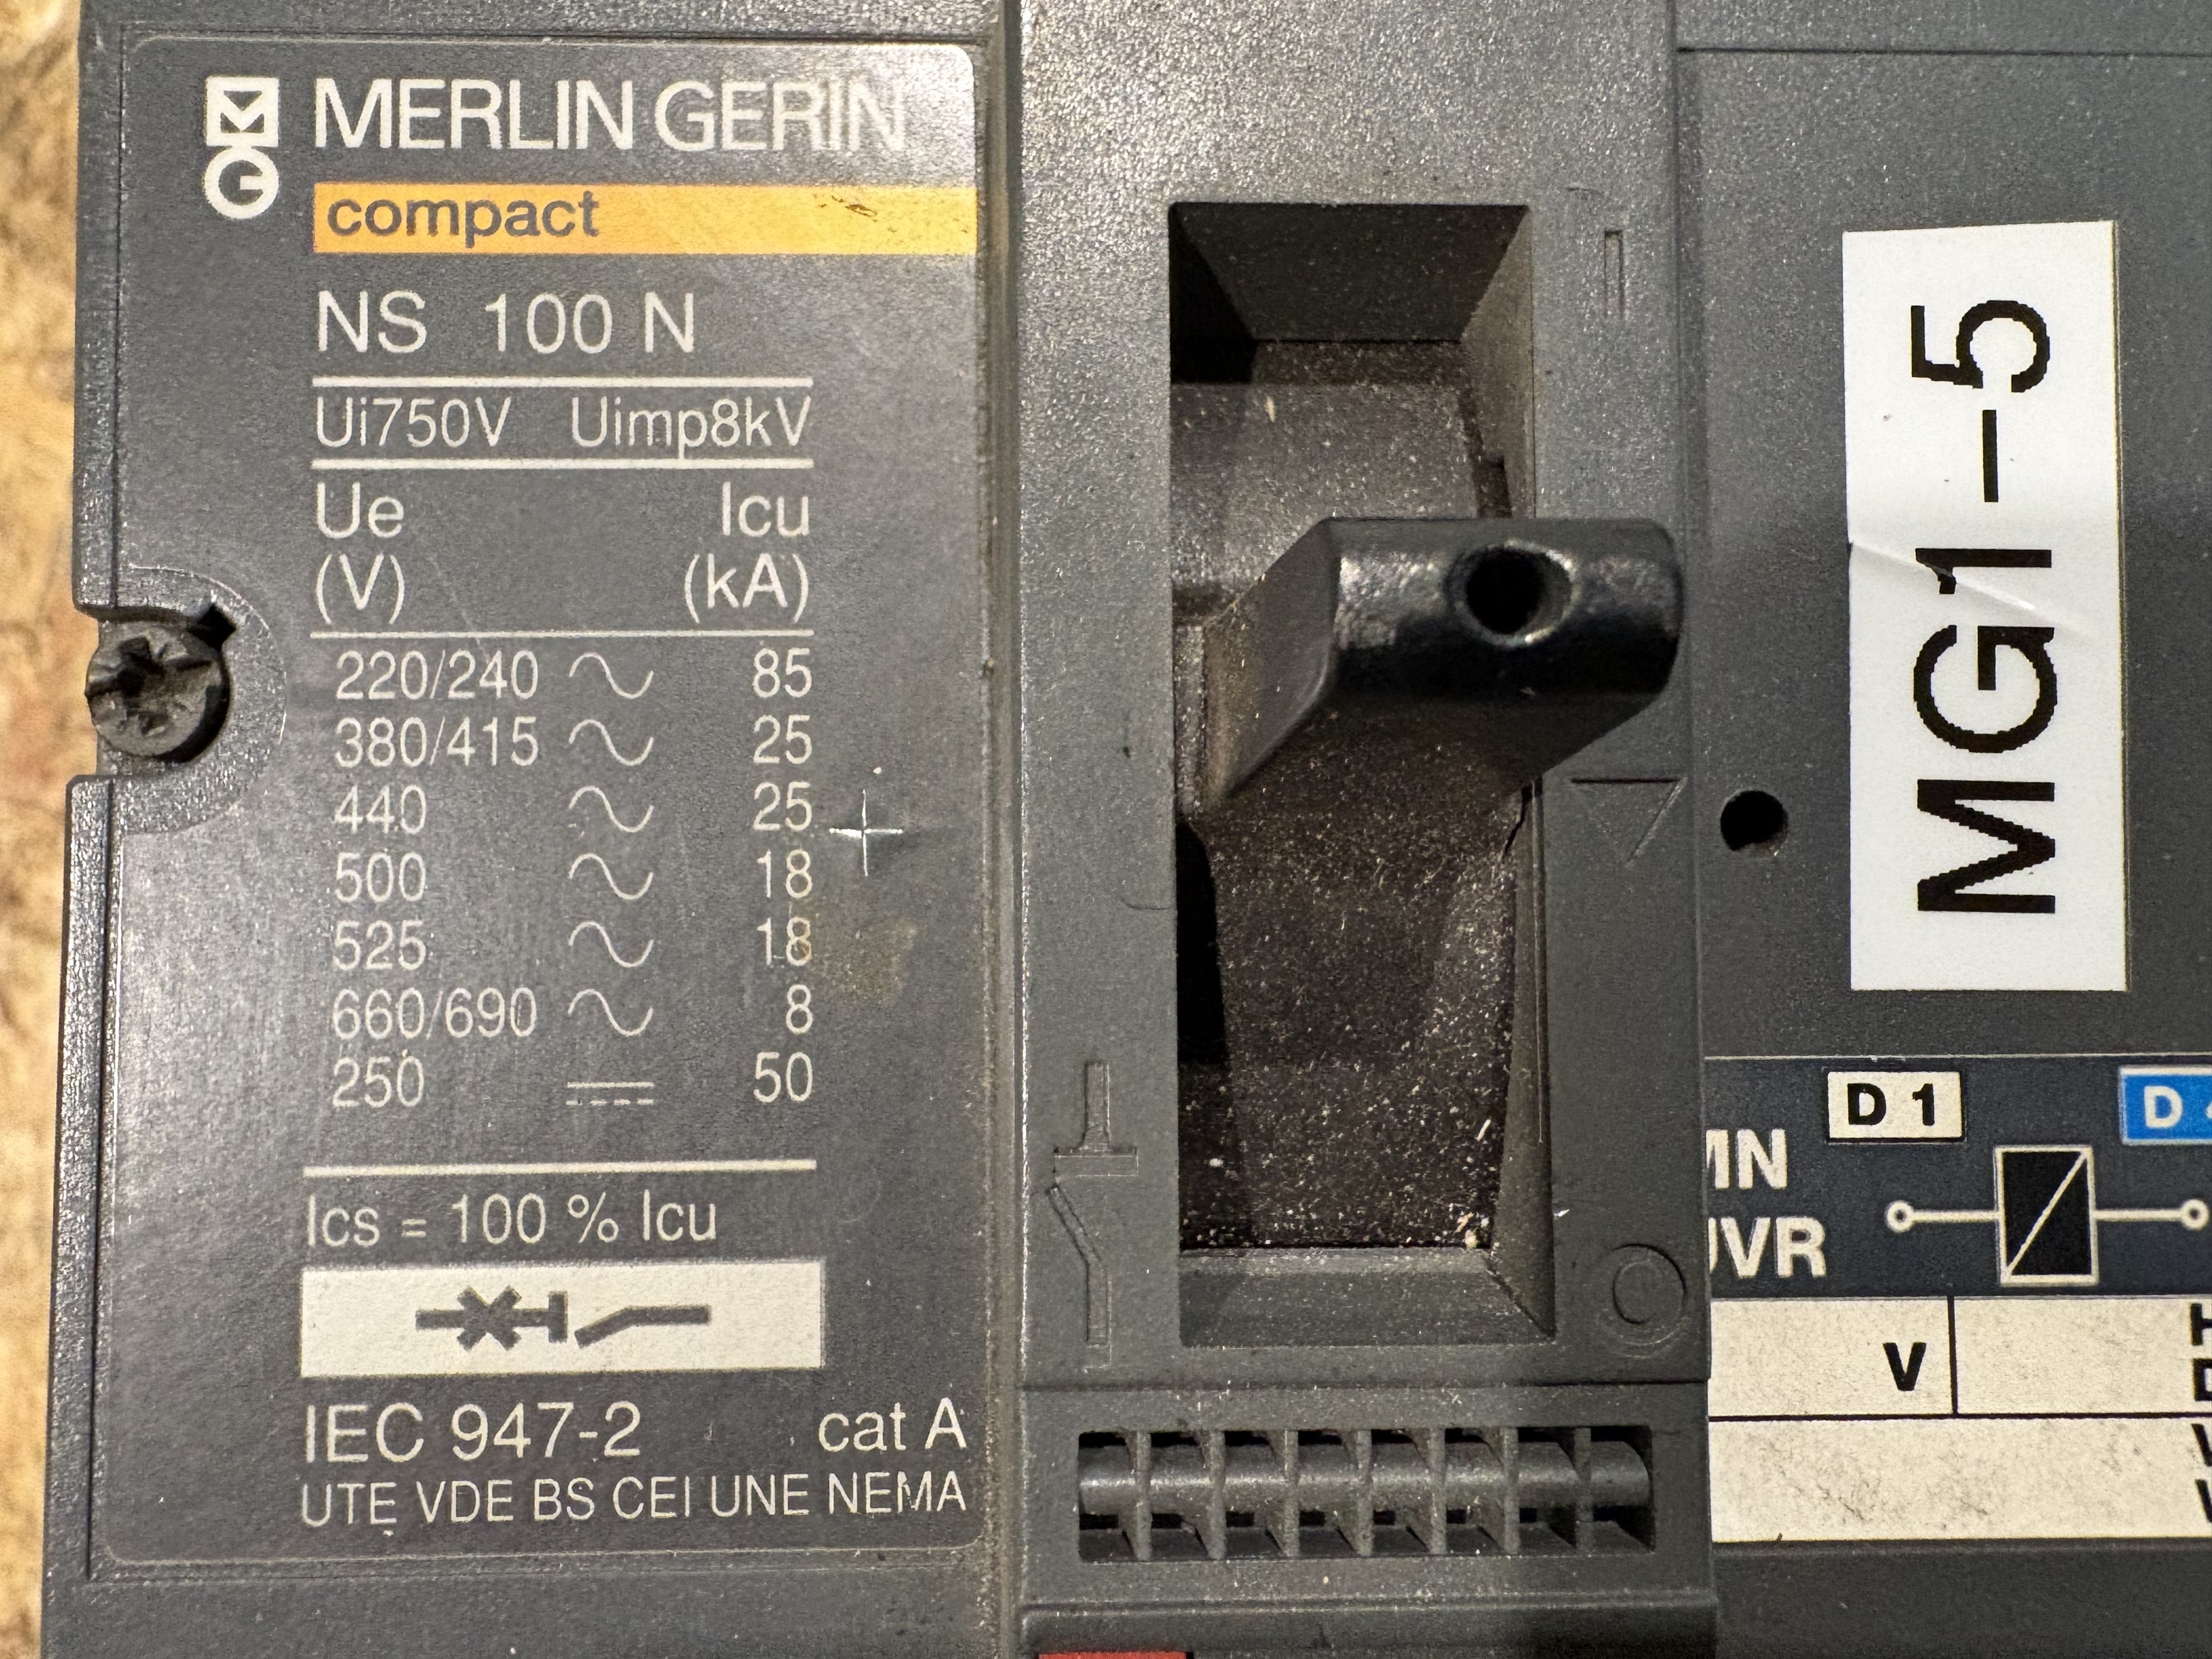 MERLIN GERIN
compact
NS 100 N
Ui750V Uimp8kV
Ue Icu
(V) (kA)
220/240 85
380/415 25
440 25
500 18
525 18
660/690 8
250 50
Ics = 100 % Icu
IEC 947-2 cat A
UTE VDE BS CEI UNE NEMA
MG1-5
D 1
D
UVR
V